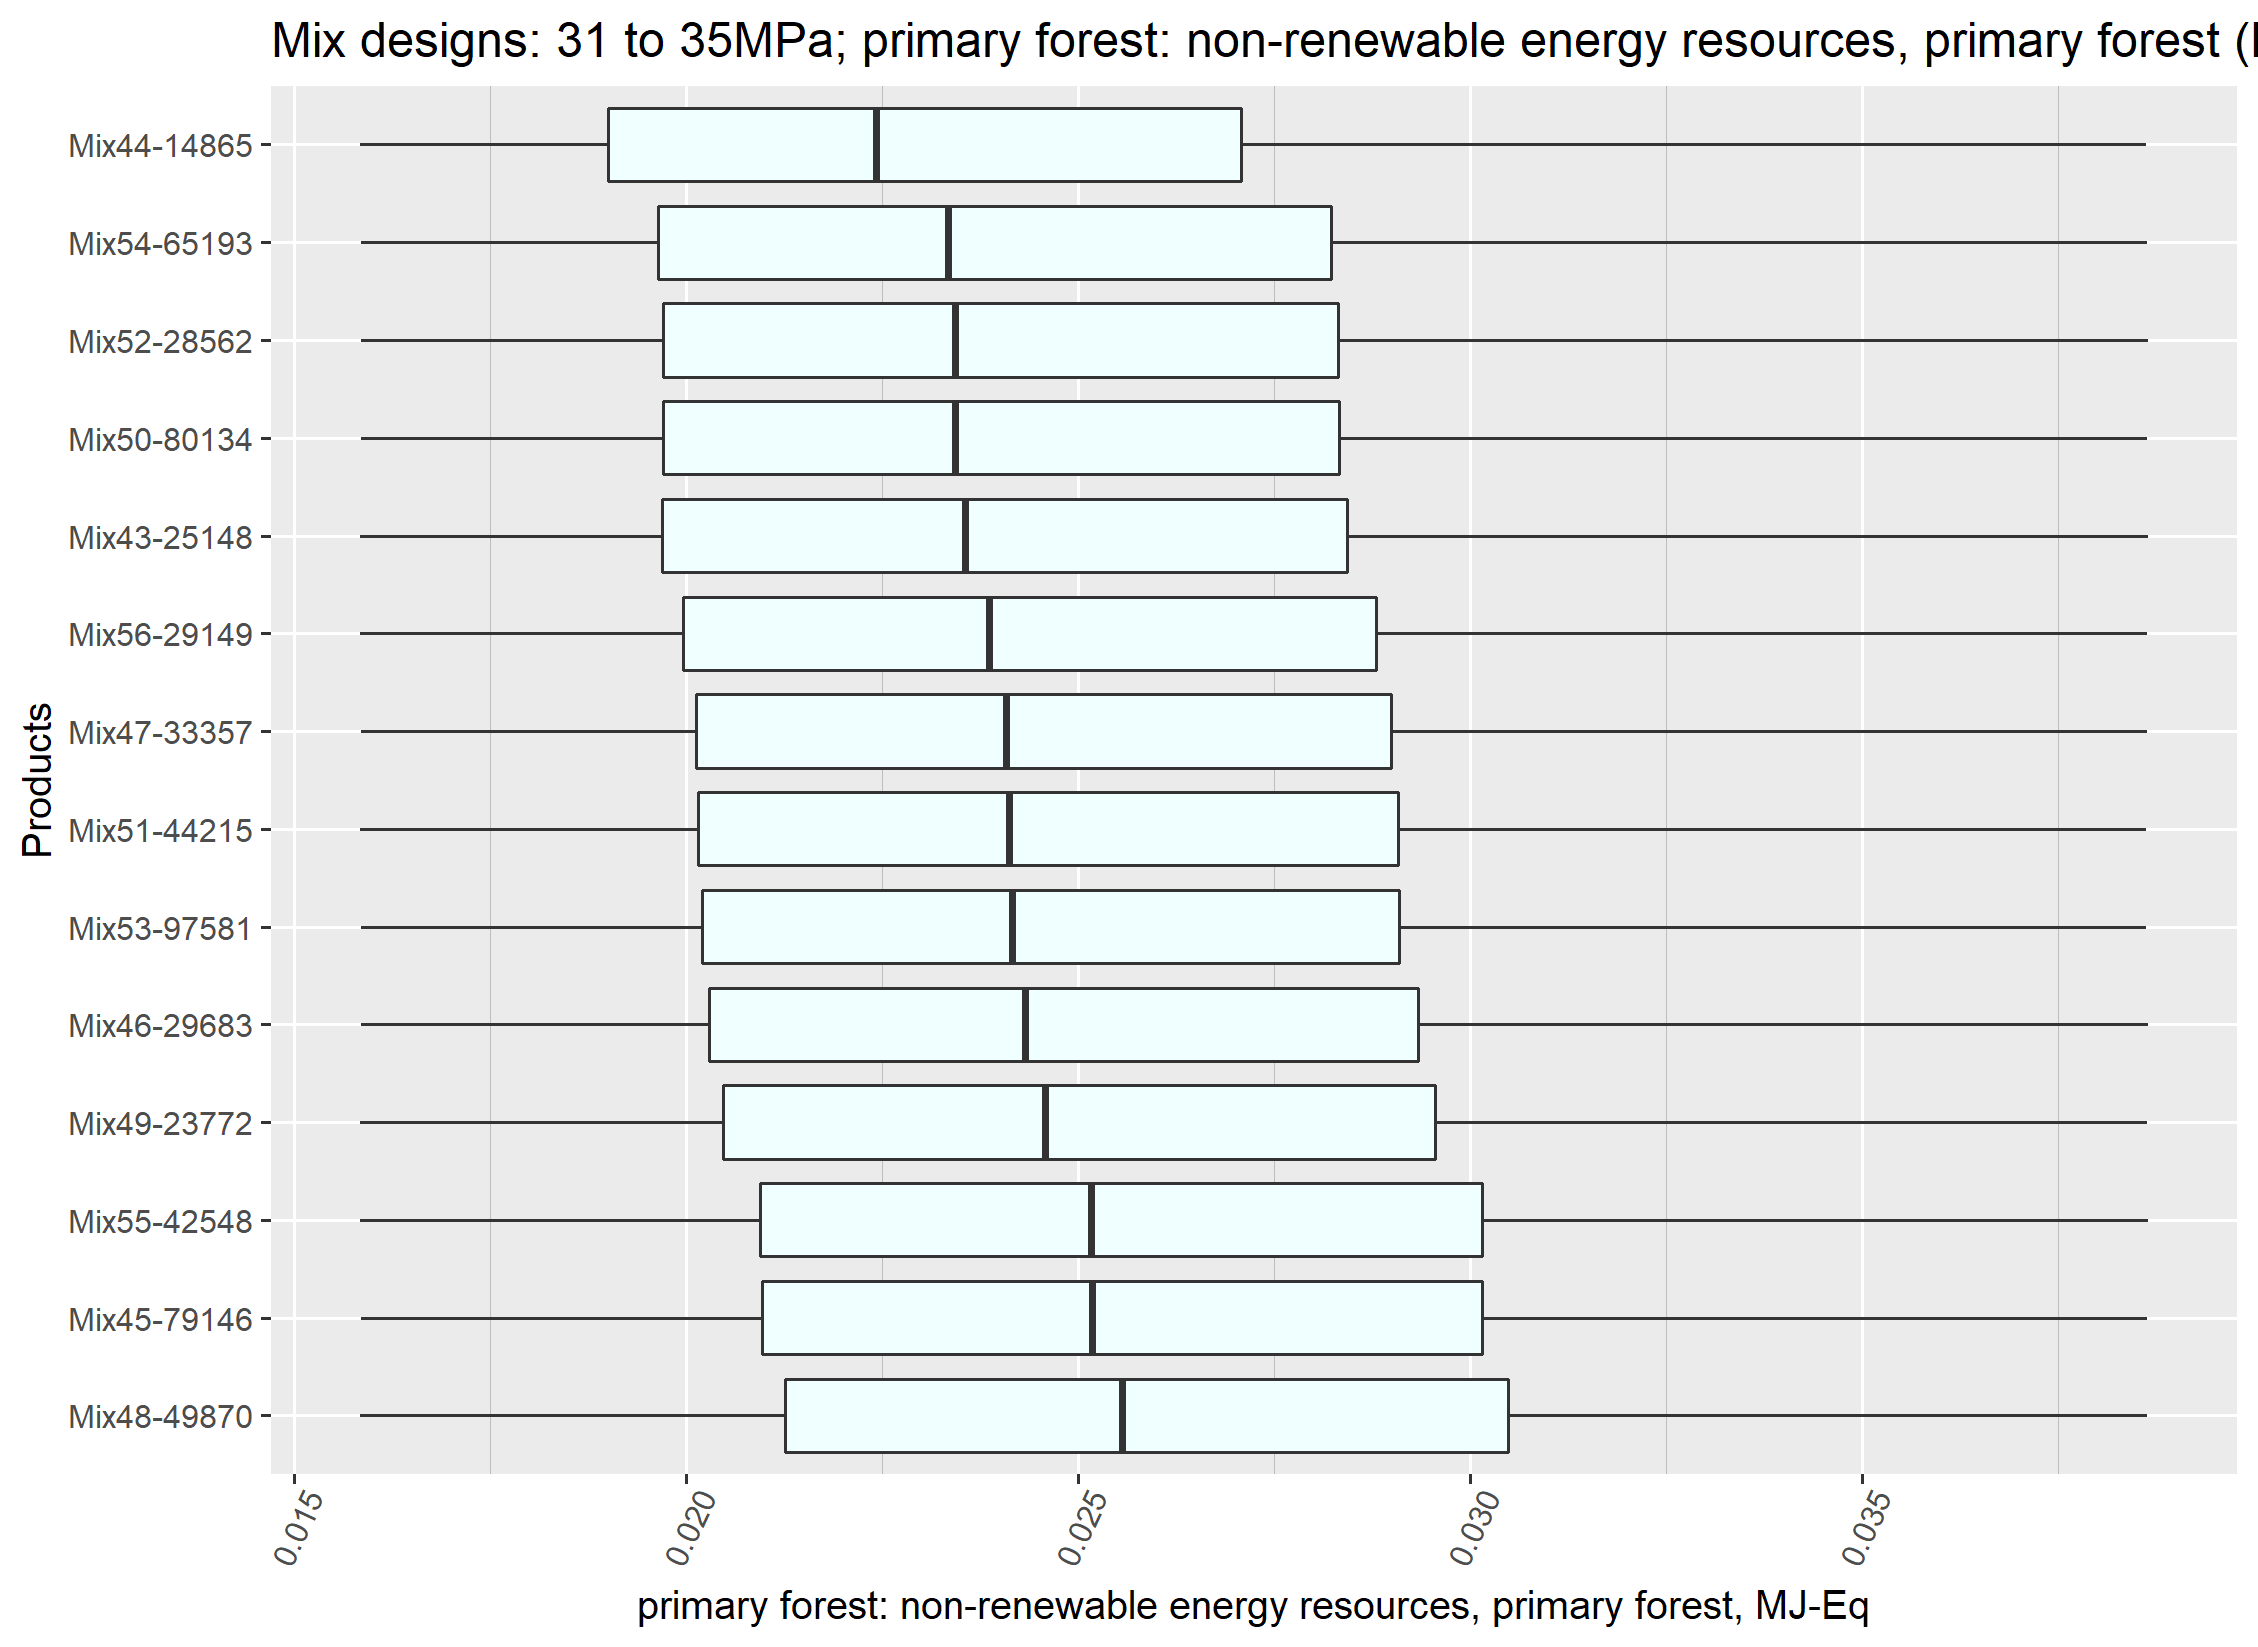 Mix designs: 31 to 35MPa; primary forest: non-renewable energy resources, primary forest (
Mix44-14865
Mix54-65193
Mix52-28562
Mix50-80134
Mix43-25148
Mix56-29149
Mix47-33357
Mix51-44215
Mix53-97581
Mix46-29683
Mix49-23772
Mix55-42548
Mix45-79146
Mix48-49870
Products
0.015
0.020
0.025
0.030
0.035
primary forest: non-renewable energy resources, primary forest, MJ-Eq